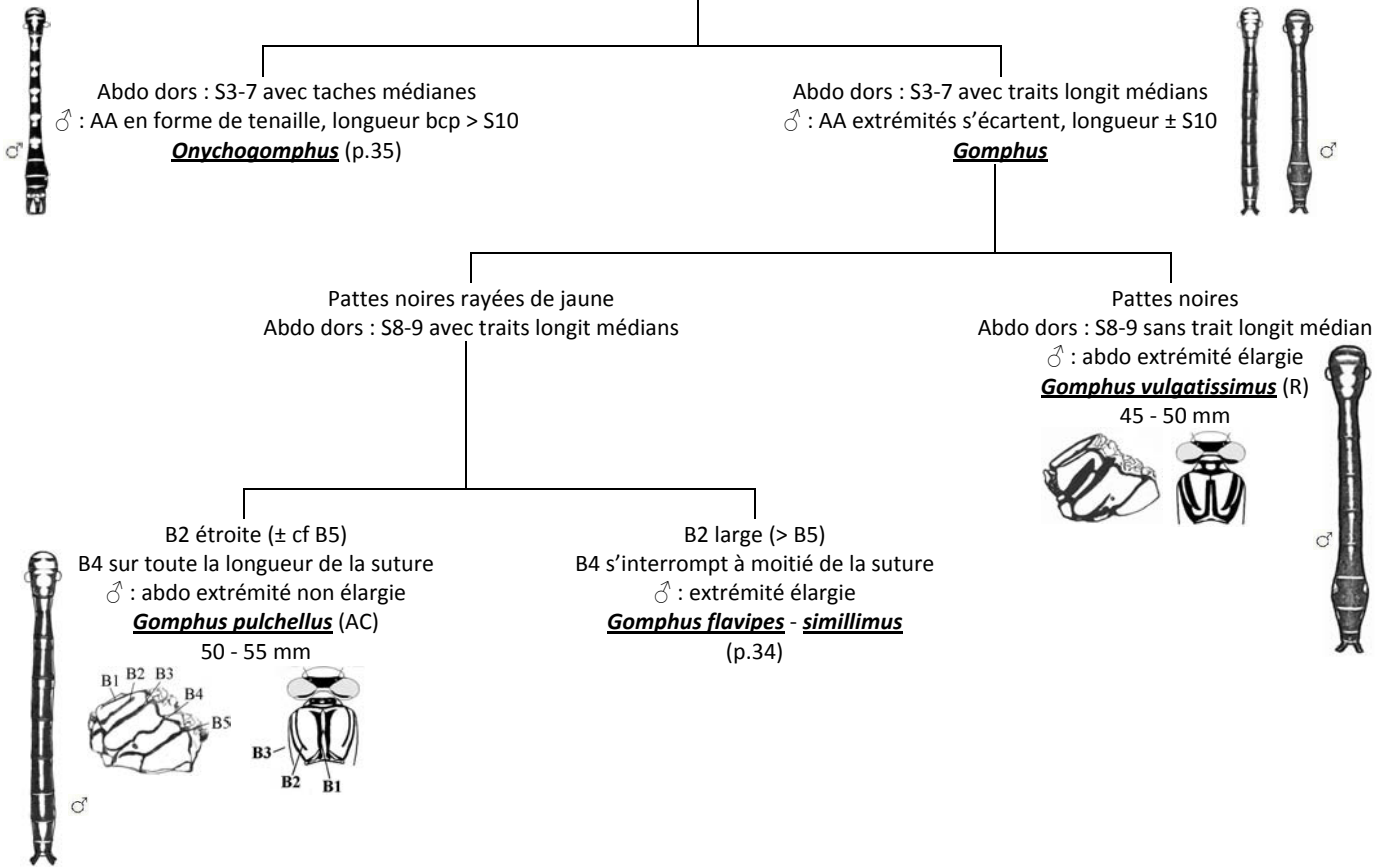 Abdo dors : S3-7 avec taches médianes
♂ : AA en forme de tenaille, longueur bcp > S10
Onychogomphus (p.35)
♂
Abdo dors : S3-7 avec traits longit médians
♂ : AA extrémités s’écartent, longueur ± S10
Gomphus
♂
Pattes noires rayées de jaune
Abdo dors : S8-9 avec traits longit médians
Pattes noires
Abdo dors : S8-9 sans trait longit médian
♂ : abdo extrémité élargie
Gomphus vulgatissimus (R)
45 - 50 mm
♂
B2 étroite (± cf B5)
B4 sur toute la longueur de la suture
♂ : abdo extrémité non élargie
Gomphus pulchellus (AC)
50 - 55 mm
B1 B2 B3
B4
B5
B3
B2 B1
♂
B2 large (> B5)
B4 s’interrompt à moitié de la suture
♂ : extrémité élargie
Gomphus flavipes - simillimus
(p.34)